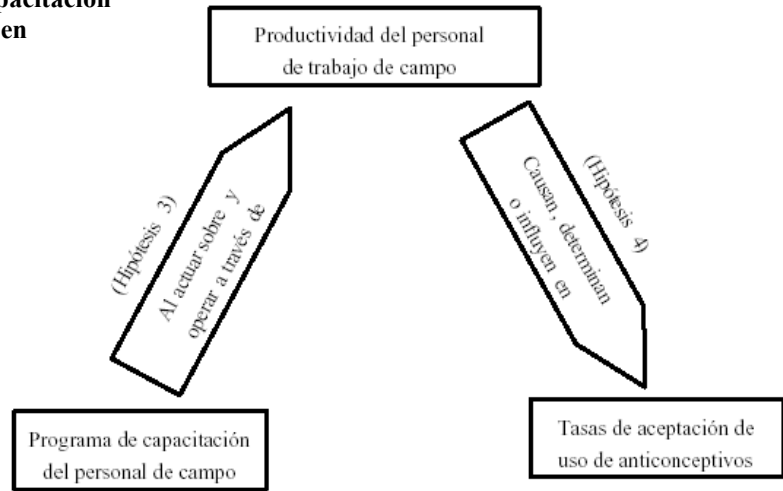 en
Productividad del personal
de trabajo de campo
(Hipótesis 3)
Al actuar sobre y
operar a través de
(Hipótesis 4)
Causan, determinan
o influyen en
Programa de capacitación
del personal de campo
Tasas de aceptación de
uso de anticonceptivos